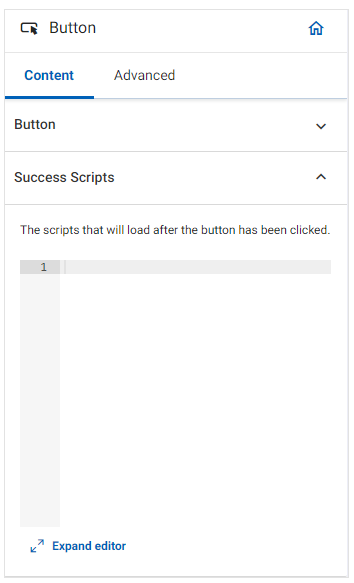 Button
Content Advanced
Button
Success Scripts
The scripts that will load after the button has been clicked.
1
Expand editor